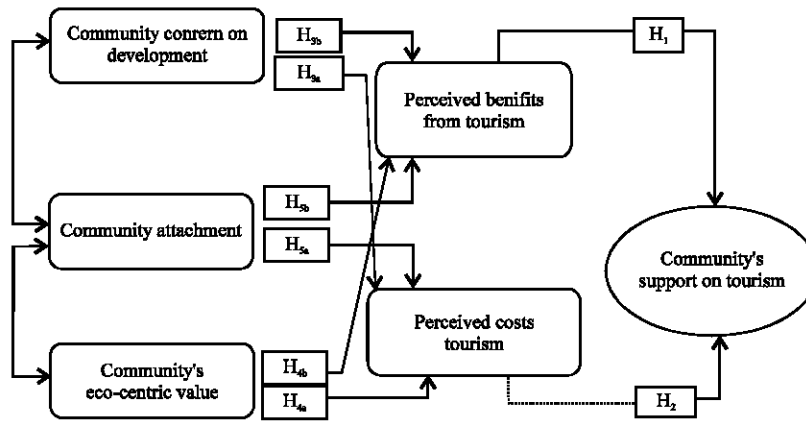 Community conrern on
development
H3b
H3a
Perceived benifits
from tourism
H1
Community attachment
H5b
H5a
Community's
support on tourism
Perceived costs
tourism
Community's
eco-centric value
H4b
H4a
H2